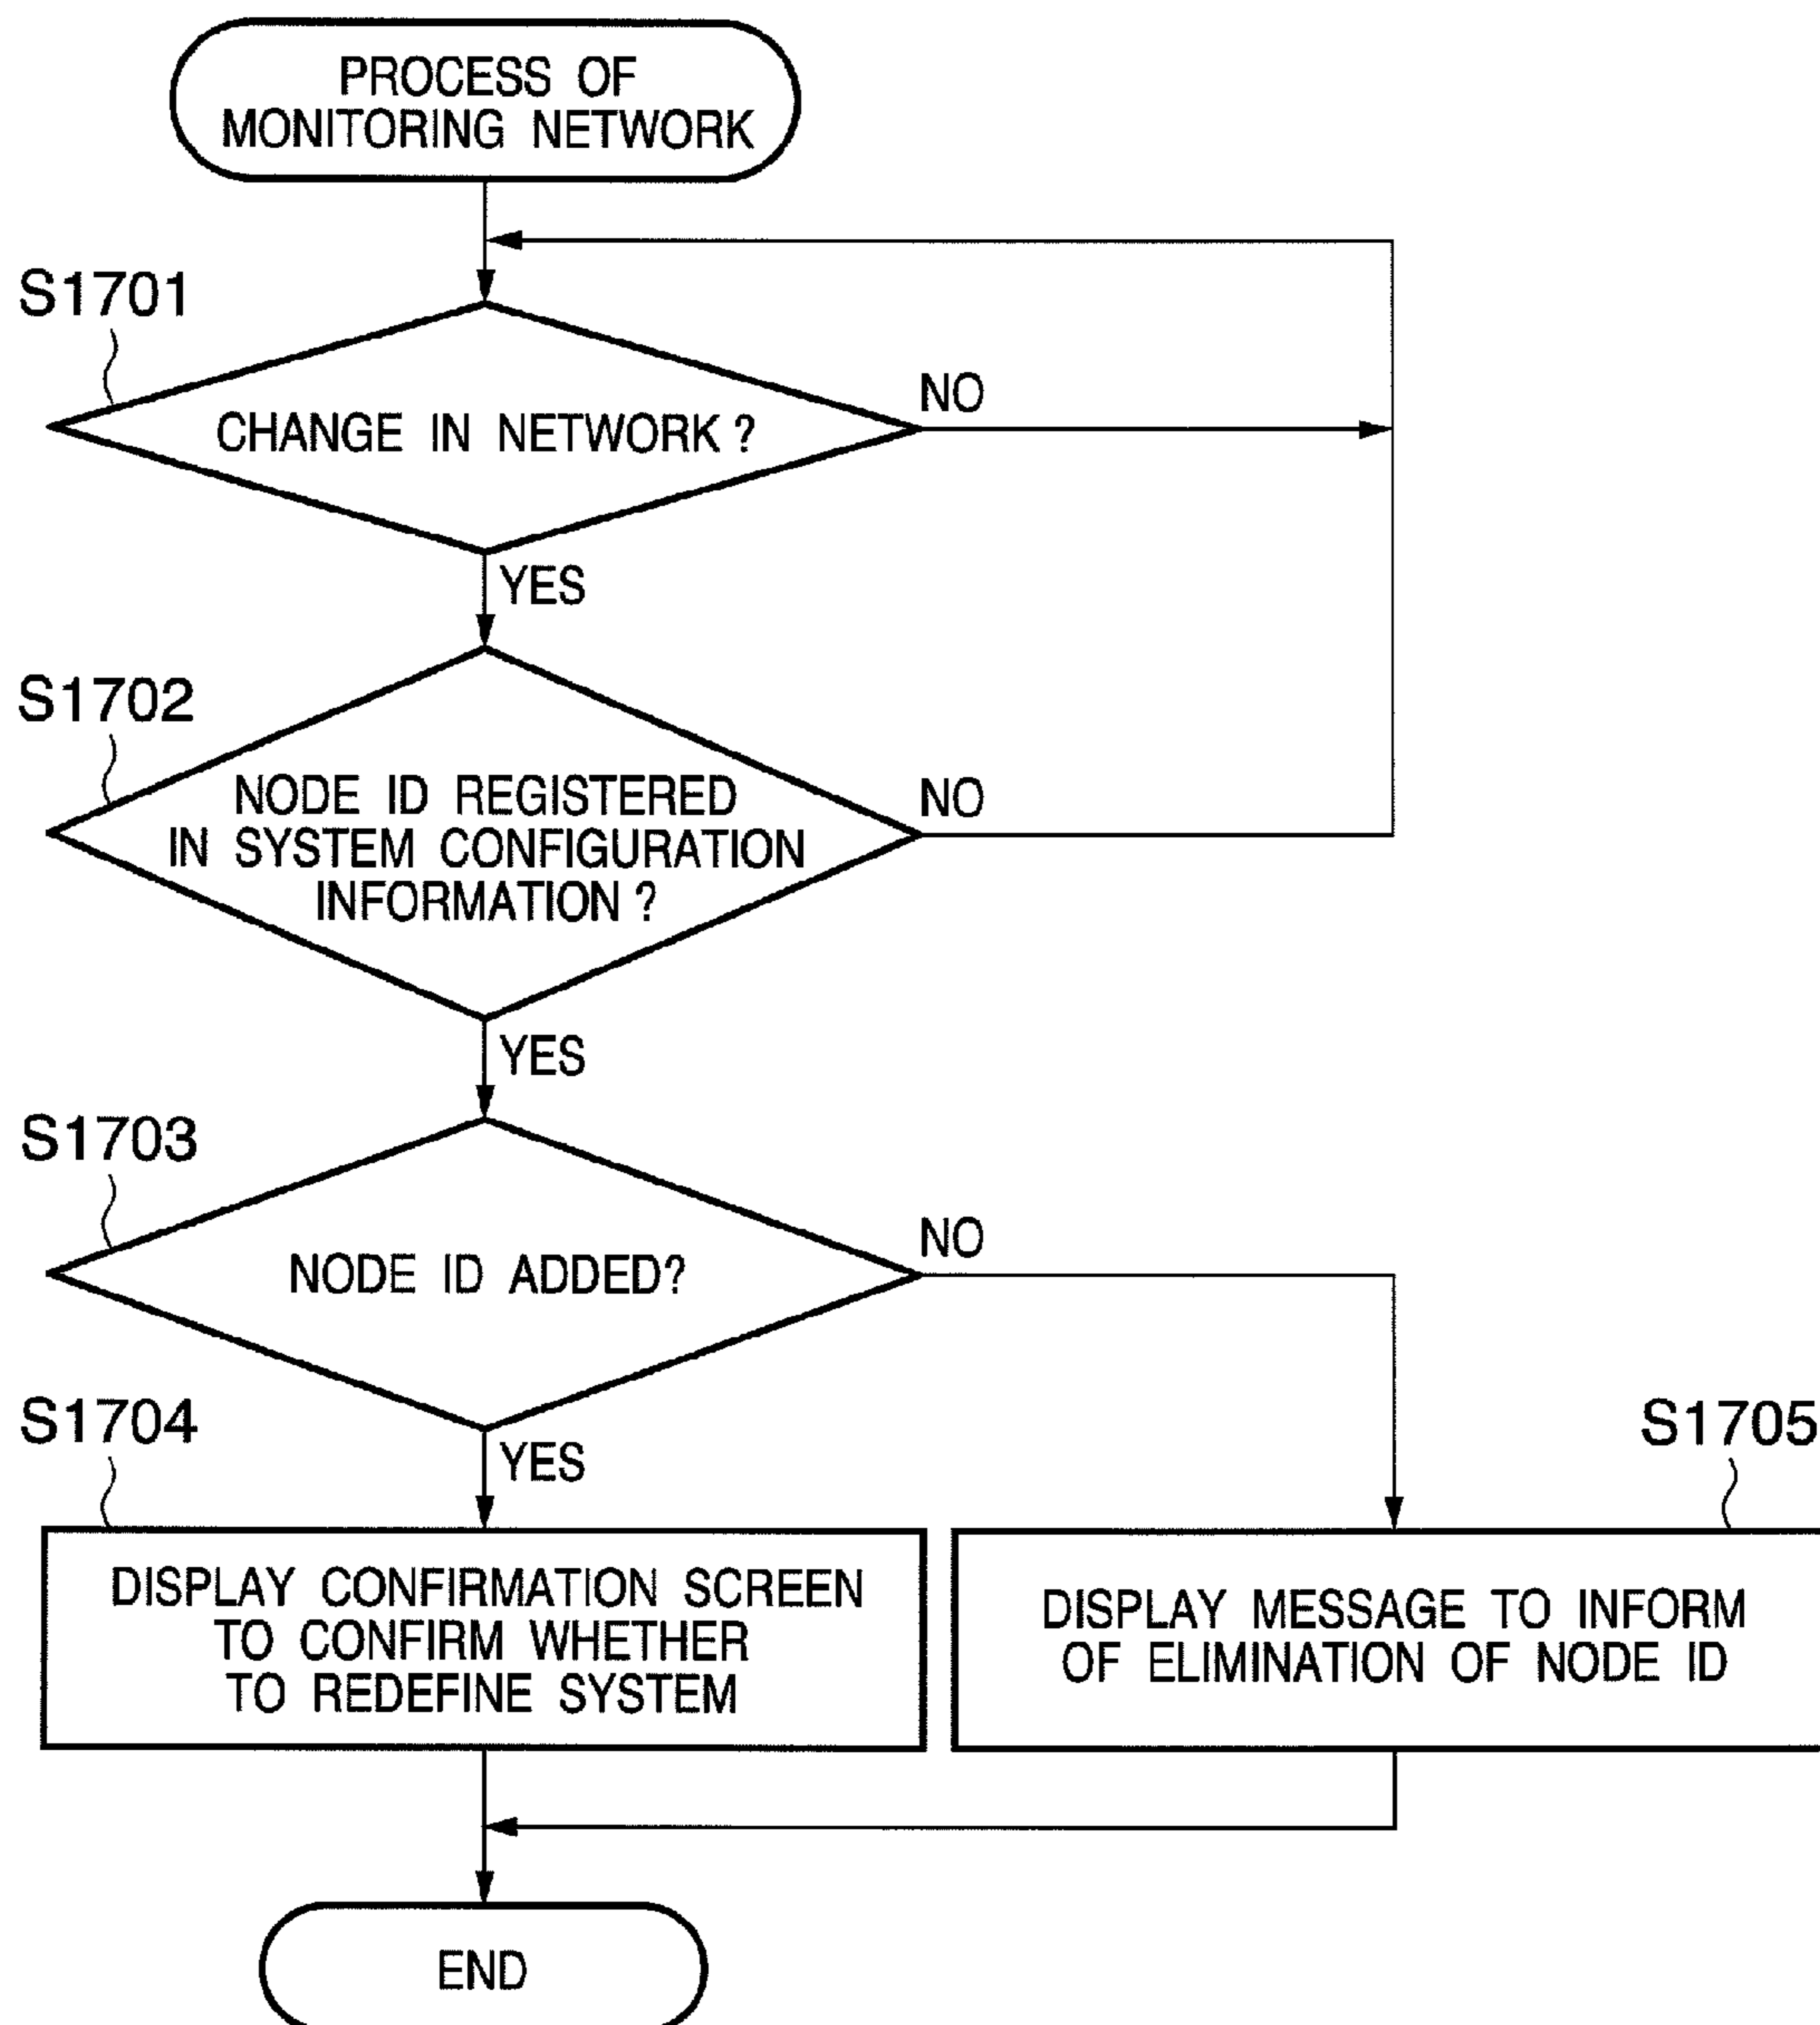 PROCESS OF
MONITORING NETWORK
S1701
CHANGE IN NETWORK ?
NO
YES
S1702
NODE ID REGISTERED
IN SYSTEM CONFIGURATION
INFORMATION ?
NO
YES
S1703
NODE ID ADDED?
NO
YES
S1704
DISPLAY CONFIRMATION SCREEN
TO CONFIRM WHETHER
TO REDEFINE SYSTEM
S1705
DISPLAY MESSAGE TO INFORM
OF ELIMINATION OF NODE ID
END